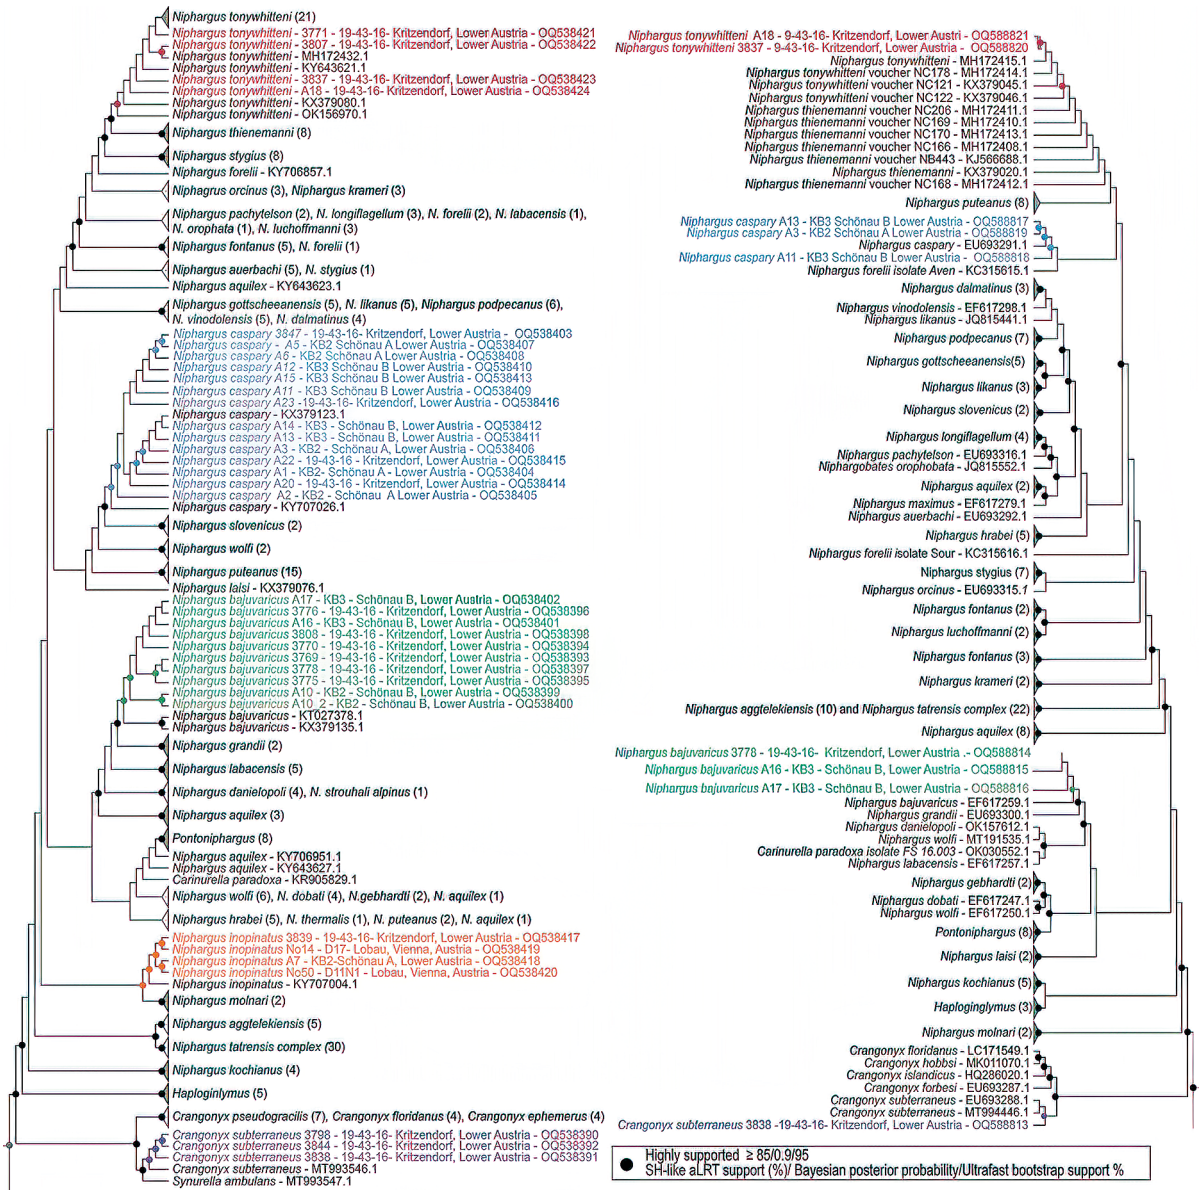 Niphargus tonywhitteni (21)
Niphargus tonywhitteni - 3771 - 19-43-16- Kritzendorf, Lower Austria - OQ538421
Niphargus tonywhitteni - 3807 - 19-43-16- Kritzendorf, Lower Austria - OQ538422
Niphargus tonywhitteni - MH172432.1
Niphargus tonywhitteni - KY643621.1
Niphargus tonywhitteni - 3837 - 19-43-16- Kritzendorf, Lower Austria - OQ538423
Niphargus tonywhitteni - A18 - 19-43-16- Kritzendorf, Lower Austria - OQ538424
Niphargus tonywhitteni - KX379080.1
Niphargus tonywhitteni - OK156970.1
Niphargus thienemanni (8)
Niphargus stygius (8)
Niphargus forelii - KY706857.1
Niphagrus orcinus (3), Niphargus krameri (3)
Niphargus pachytelson (2), N. longiflagellum (3), N. forelii (2), N. labacensis (1),
N. orophata (1), N. luchoffmanni (3)
Niphargus fontanus (5), N. forelii (1)
Niphargus auerbachi (5), N. stygius (1)
Niphargus aquilex - KY643623.1
Niphargus gottscheeanensis (5), N. likanus (5), Niphargus podpecanus (6),
N. vinodolensis (5), N. dalmatinus (4)
Niphargus caspary 3847 - 19-43-16- Kritzendorf, Lower Austria - OQ538403
Niphargus caspary - A5 - KB2 Schönau A Lower Austria - OQ538407
Niphargus caspary A6 - KB2 Schönau A Lower Austria - OQ538408
Niphargus caspary A12 - KB3 Schönau B Lower Austria - OQ538410
Niphargus caspary A15 - KB3 Schönau B Lower Austria - OQ538413
Niphargus caspary A11 - KB3 Schönau B Lower Austria - OQ538409
Niphargus caspary A23 -19-43-16- Kritzendorf, Lower Austria - OQ538416
Niphargus caspary - KX379123.1
Niphargus caspary A14 - KB3 - Schönau B, Lower Austria - OQ538412
Niphargus caspary A13 - KB3 - Schönau B, Lower Austria - OQ538411
Niphargus caspary A3 - KB2 - Schönau A, Lower Austria - OQ538406
Niphargus caspary A22 - 19-43-16- Kritzendorf, Lower Austria - OQ538415
Niphargus caspary A1 - KB2- Schönau A - Lower Austria - OQ538404
Niphargus caspary A20 - 19-43-16- Kritzendorf, Lower Austria - OQ538414
Niphargus caspary A2 - KB2 - Schönau A Lower Austria - OQ538405
Niphargus caspary - KY707026.1
Niphargus slovenicus (2)
Niphargus wolfi (2)
Niphargus puteanus (15)
Niphargus laisi - KX379076.1
Niphargus bajuvaricus A17 - KB3 - Schönau B, Lower Austria - OQ538402
Niphargus bajuvaricus 3776 - 19-43-16 - Kritzendorf, Lower Austria - OQ538396
Niphargus bajuvaricus A16 - KB3 - Schönau B, Lower Austria - OQ538401
Niphargus bajuvaricus 3808 - 19-43-16 - Kritzendorf, Lower Austria - OQ538398
Niphargus bajuvaricus 3770 - 19-43-16 - Kritzendorf, Lower Austria - OQ538394
Niphargus bajuvaricus 3769 - 19-43-16 - Kritzendorf, Lower Austria - OQ538393
Niphargus bajuvaricus 3778 - 19-43-16 - Kritzendorf, Lower Austria - OQ538397
Niphargus bajuvaricus 3775 - 19-43-16 - Kritzendorf, Lower Austria - OQ538395
Niphargus bajuvaricus A10 - KB2 - Schönau B, Lower Austria - OQ538399
Niphargus bajuvaricus A10_2 - KB2 - Schönau B, Lower Austria - OQ538400
Niphargus bajuvaricus - KT027378.1
Niphargus bajuvaricus - KX379135.1
Niphargus grandii (2)
Niphargus labacensis (5)
Niphargus danielopoli (4), N. strouhali alpinus (1)
Niphargus aquilex (3)
Pontoniphargus (8)
Niphargus aquilex - KY706951.1
Niphargus aquilex - KY643627.1
Carinurella paradoxa - KR905829.1
Niphargus wolfi (6), N. dobati (4), N.gebhardti (2), N. aquilex (1)
Niphargus hrabei (5), N. thermalis (1), N. puteanus (2), N. aquilex (1)
Niphargus inopinatus 3839 - 19-43-16- Kritzendorf, Lower Austria - OQ538417
Niphargus inopinatus No14 - D17- Lobau, Vienna, Austria - OQ538419
Niphargus inopinatus A7 - KB2-Schönau A, Lower Austria - OQ538418
Niphargus inopinatus No50 - D11N1 - Lobau, Vienna, Austria - OQ538420
Niphargus inopinatus - KY707004.1
Niphargus molnari (2)
Niphargus aggtelekiensis (5)
Niphargus tatrensis complex (30)
Niphargus kochianus (4)
Haploginlymus (5)
Crangonyx pseudogracilis (7), Crangonyx floridanus (4), Crangonyx ephemerus (4)
Crangonyx subterraneus 3798 - 19-43-16- Kritzendorf, Lower Austria - OQ538390
Crangonyx subterraneus 3844 - 19-43-16- Kritzendorf, Lower Austria - OQ538392
Crangonyx subterraneus 3838 - 19-43-16- Kritzendorf, Lower Austria - OQ538391
Crangonyx subterraneus - MT993546.1
Synurella ambulans - MT993547.1
Niphargus tonywhitteni A18 - 9-43-16- Kritzendorf, Lower Austri - OQ588821
Niphargus tonywhitteni 3837 - 9-43-16- Kritzendorf, Lower Austria - OQ588820
Niphargus tonywhitteni - MH172415.1
Niphargus tonywhitteni voucher NC178 - MH172414.1
Niphargus tonywhitteni voucher NC121 - KX379045.1
Niphargus tonywhitteni voucher NC122 - KX379046.1
Niphargus thienemanni voucher NC206 - MH172411.1
Niphargus thienemanni voucher NC169 - MH172410.1
Niphargus thienemanni voucher NC170 - MH172413.1
Niphargus thienemanni voucher NC166 - MH172408.1
Niphargus thienemanni voucher NB443 - KJ566688.1
Niphargus thienemanni - KX379020.1
Niphargus thienemanni voucher NC168 - MH172412.1
Niphargus puteanus (8)
Niphargus caspary A13 - KB3 Schönau B Lower Austria - OQ588817
Niphargus caspary A3 - KB2 Schönau A Lower Austria - OQ588819
Niphargus caspary - EU693291.1
Niphargus caspary A11 - KB3 Schönau B Lower Austria - OQ588818
Niphargus forelii isolate Aven - KC315615.1
Niphargus dalmatinus (3)
Niphargus vinodolensis - EF617298.1
Niphargus likanus - JQ815441.1
Niphargus podpecanus (7)
Niphargus gottscheeanensis(5)
Niphargus likanus (3)
Niphargus slovenicus (2)
Niphargus longiflagellum (4)
Niphargus pachytelson - EU693316.1
Niphargobates orophobata - JQ815552.1
Niphargus aquilex (2)
Niphargus maximus - EF617279.1
Niphargus auerbachi - EU693292.1
Niphargus hrabei (5)
Niphargus forelii isolate Sour - KC315616.1
Niphargus stygius (7)
Niphargus orcinus - EU693315.1
Niphargus fontanus (2)
Niphargus luchoffmanni (2)
Niphargus fontanus (3)
Niphargus krameri (2)
Niphargus aggtelekiensis (10) and Niphargus tatrensis complex (22)
Niphargus aquilex (8)
Niphargus bajuvaricus 3778 - 19-43-16- Kritzendorf, Lower Austria .- OQ588814
Niphargus bajuvaricus A16 - KB3 - Schönau B, Lower Austria - OQ588815
Niphargus bajuvaricus A17 - KB3 - Schönau B, Lower Austria - OQ588816
Niphargus bajuvaricus - EF617259.1
Niphargus grandii - EU693300.1
Niphargus danielopoli - OK157612.1
Niphargus wolfi - MT191535.1
Carinurella paradoxa isolate FS 16.003 - OK030552.1
Niphargus labacensis - EF617257.1
Niphargus gebhardti (2)
Niphargus dobati - EF617247.1
Niphargus wolfi - EF617250.1
Pontoniphargus (8)
Niphargus laisi (2)
Niphargus kochianus (5)
Haploginglymus (3)
Niphargus molnari (2)
Crangonyx floridanus - LC171549.1
Crangonyx hobbsi - MK011070.1
Crangonyx islandicus - HQ286020.1
Crangonyx forbesi - EU693287.1
Crangonyx subterraneus - EU693288.1
Crangonyx subterraneus - MT994446.1
Crangonyx subterraneus 3838 -19-43-16- Kritzendorf, Lower Austria - OQ588813
Highly supported ≥ 85/0.9/95
SH-like aLRT support (%)/ Bayesian posterior probability/Ultrafast bootstrap support %